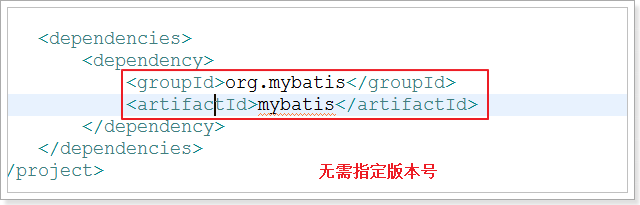 <dependencies>
<dependency>
<groupId>org.mybatis</groupId>
<artifactId>mybatis</artifactId>
</dependency>
</dependencies>
/project>
无需指定版本号